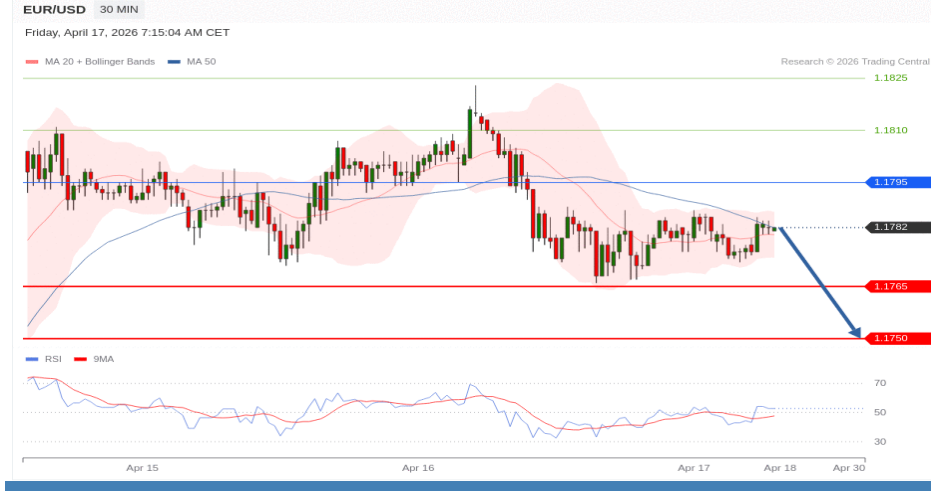 EUR/USD 30 MIN
Friday, April 17, 2026 7:15:04 AM CET
MA 20 + Bollinger Bands MA 50 Research © 2026 Trading Central
1.1825
1.1810
1.1795
1.1782
1.1765
1.1750
RSI 9MA
70
50
30
Apr 15 Apr 16 Apr 17 Apr 18 Apr 30